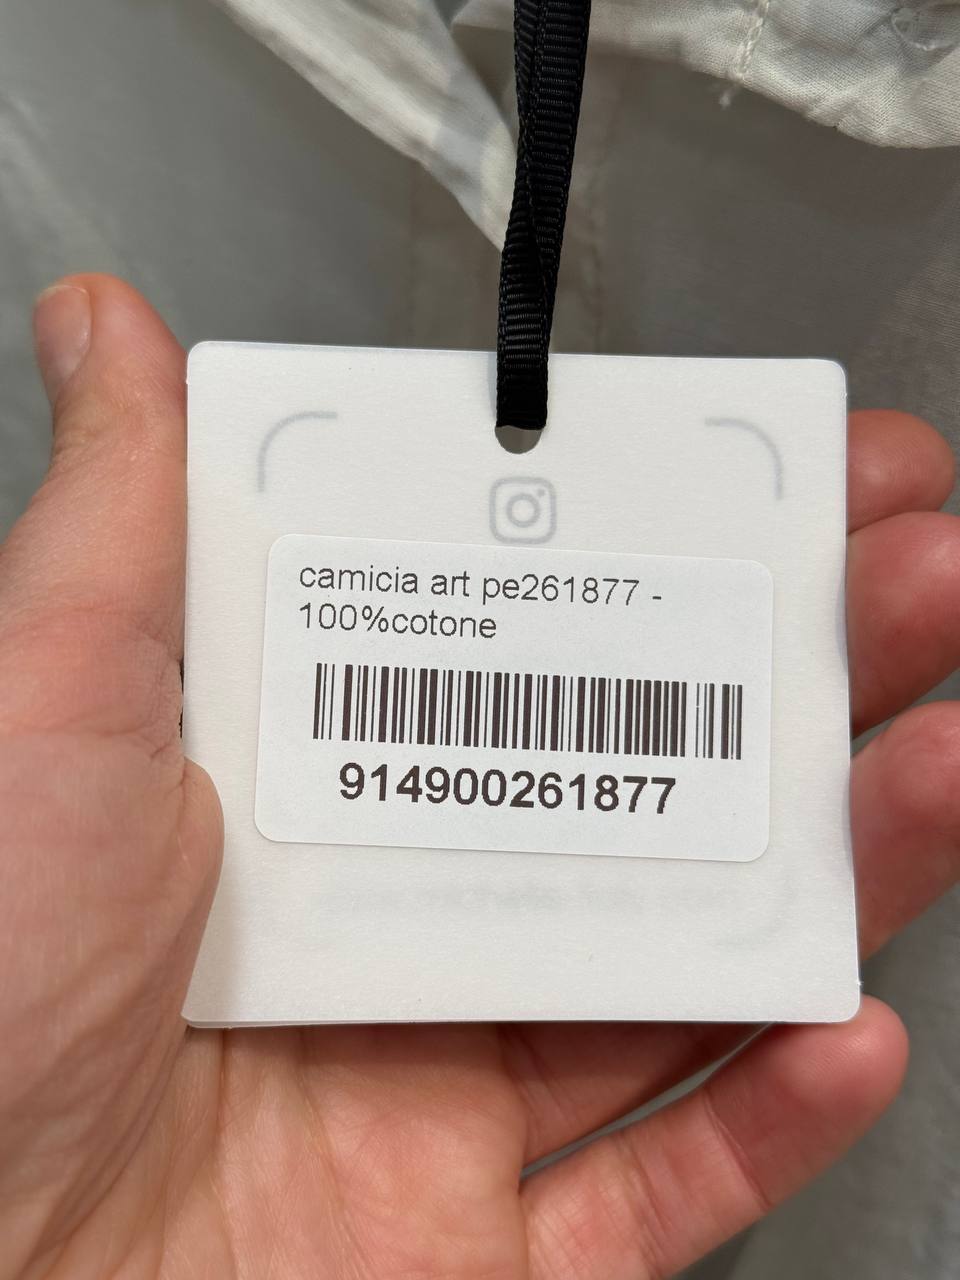 camicia art pe261877 -
100%cotone
914900261877